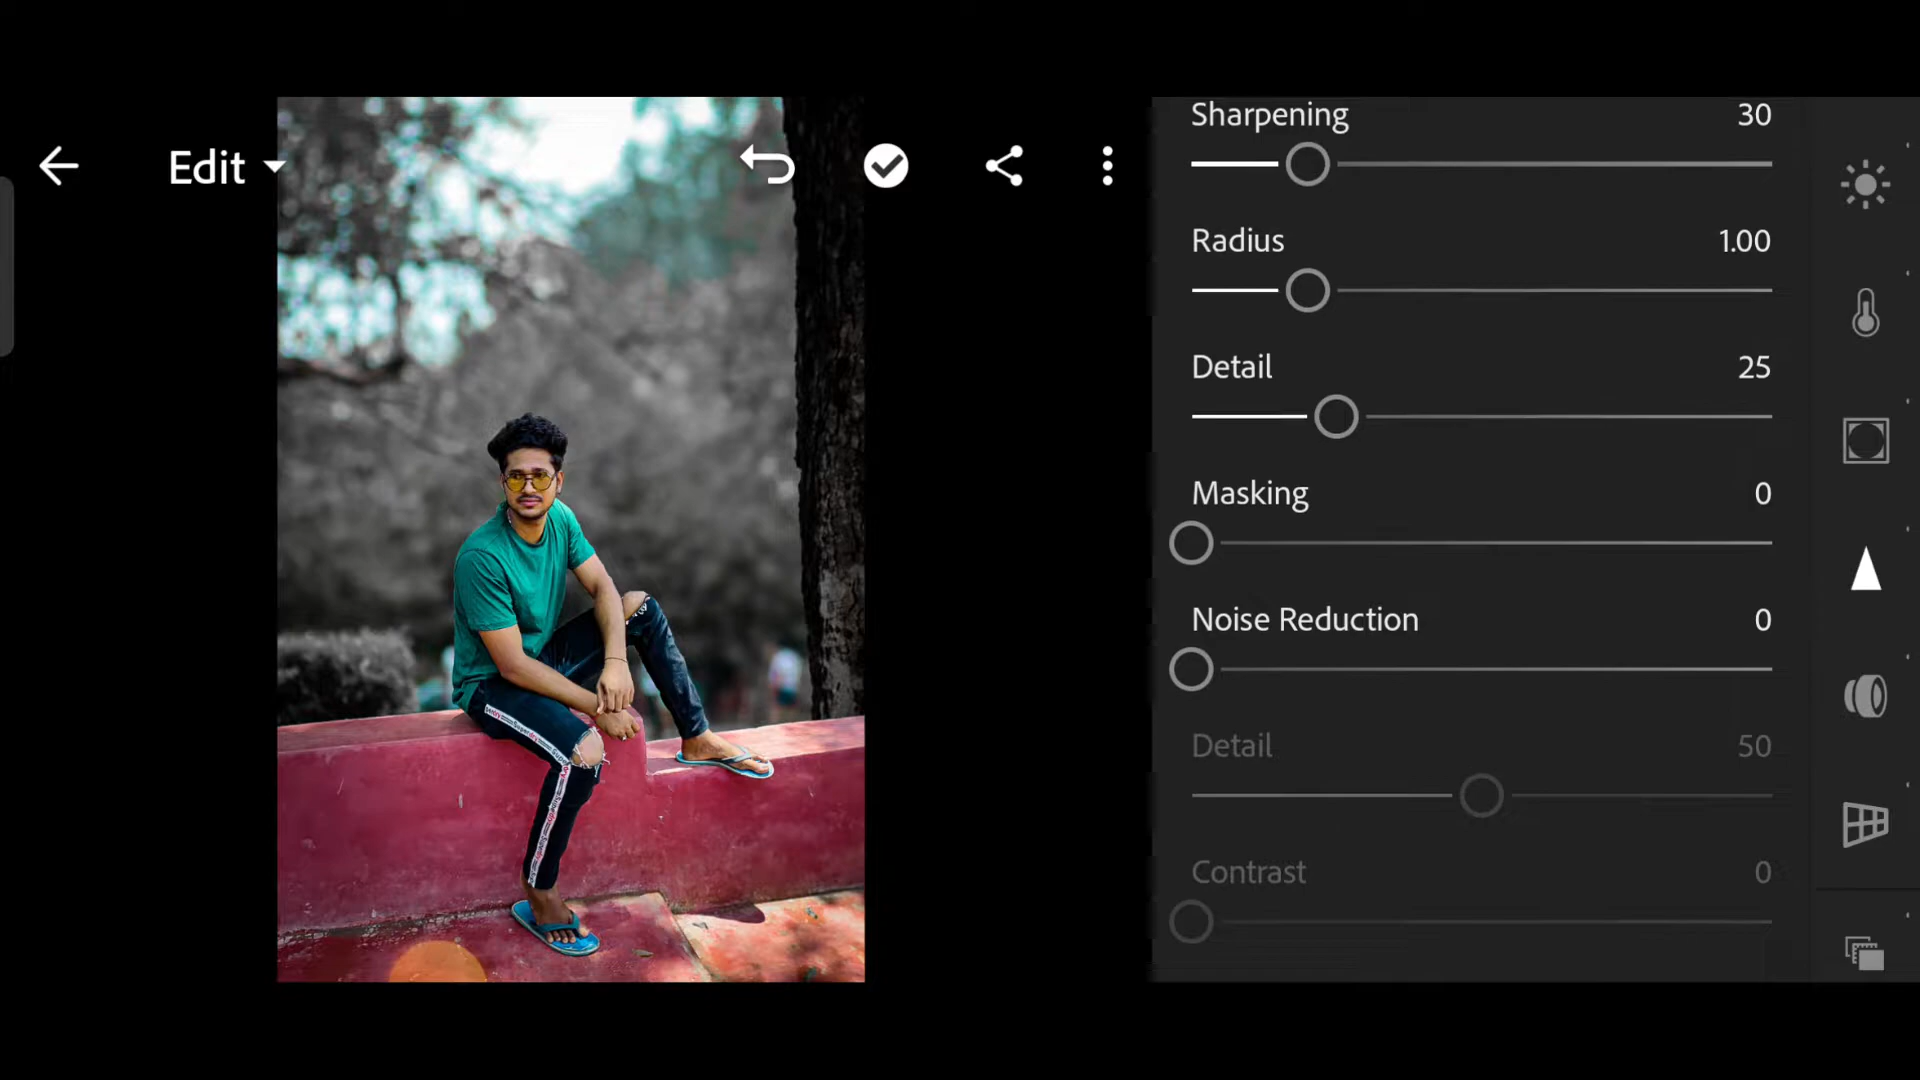 Edit
Sharpening 30
Radius 1.00
Detail 25
Masking 0
Noise Reduction 0
Detail 50
Contrast 0